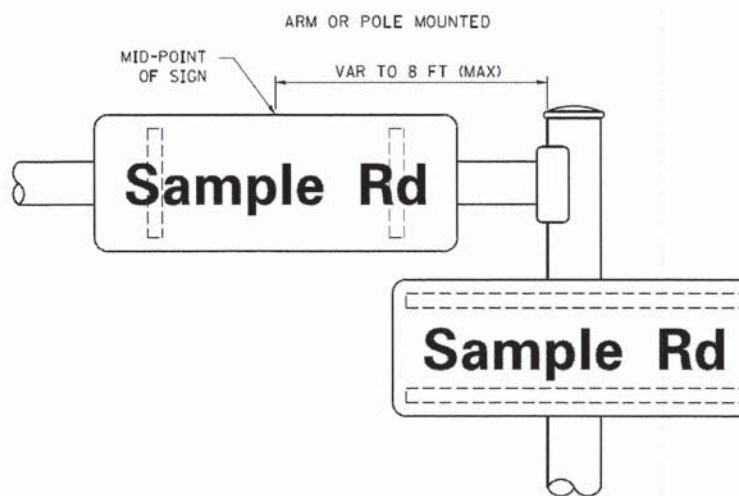 ARM OR POLE MOUNTED
MID-POINT
OF SIGN
VAR TO 8 FT (MAX)
Sample Rd
Sample Rd